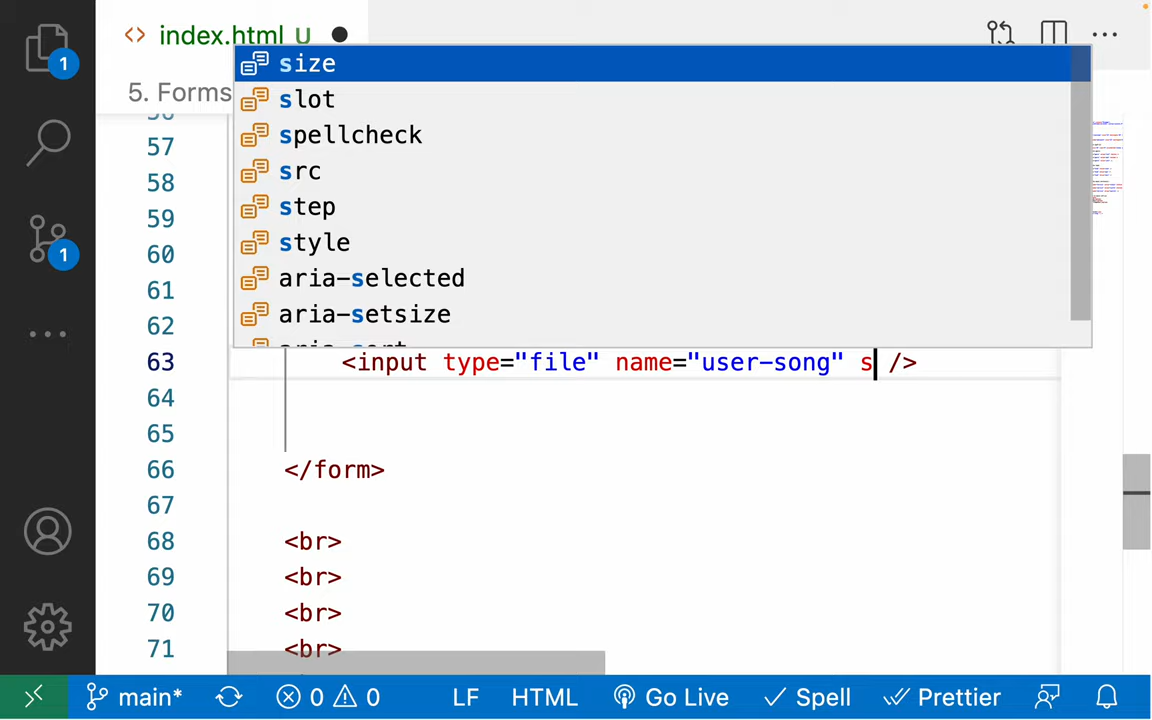 index.html U
1
5. Forms
size
slot
spellcheck
src
step
style
aria-selected
aria-setsize
57
58
59
60
61
62
63 <input type="file" name="user-song" s />
64
65
66 </form>
67
68 <br>
69 <br>
70 <br>
71 <br>
1
main* 0 0 LF HTML Go Live Spell Prettier